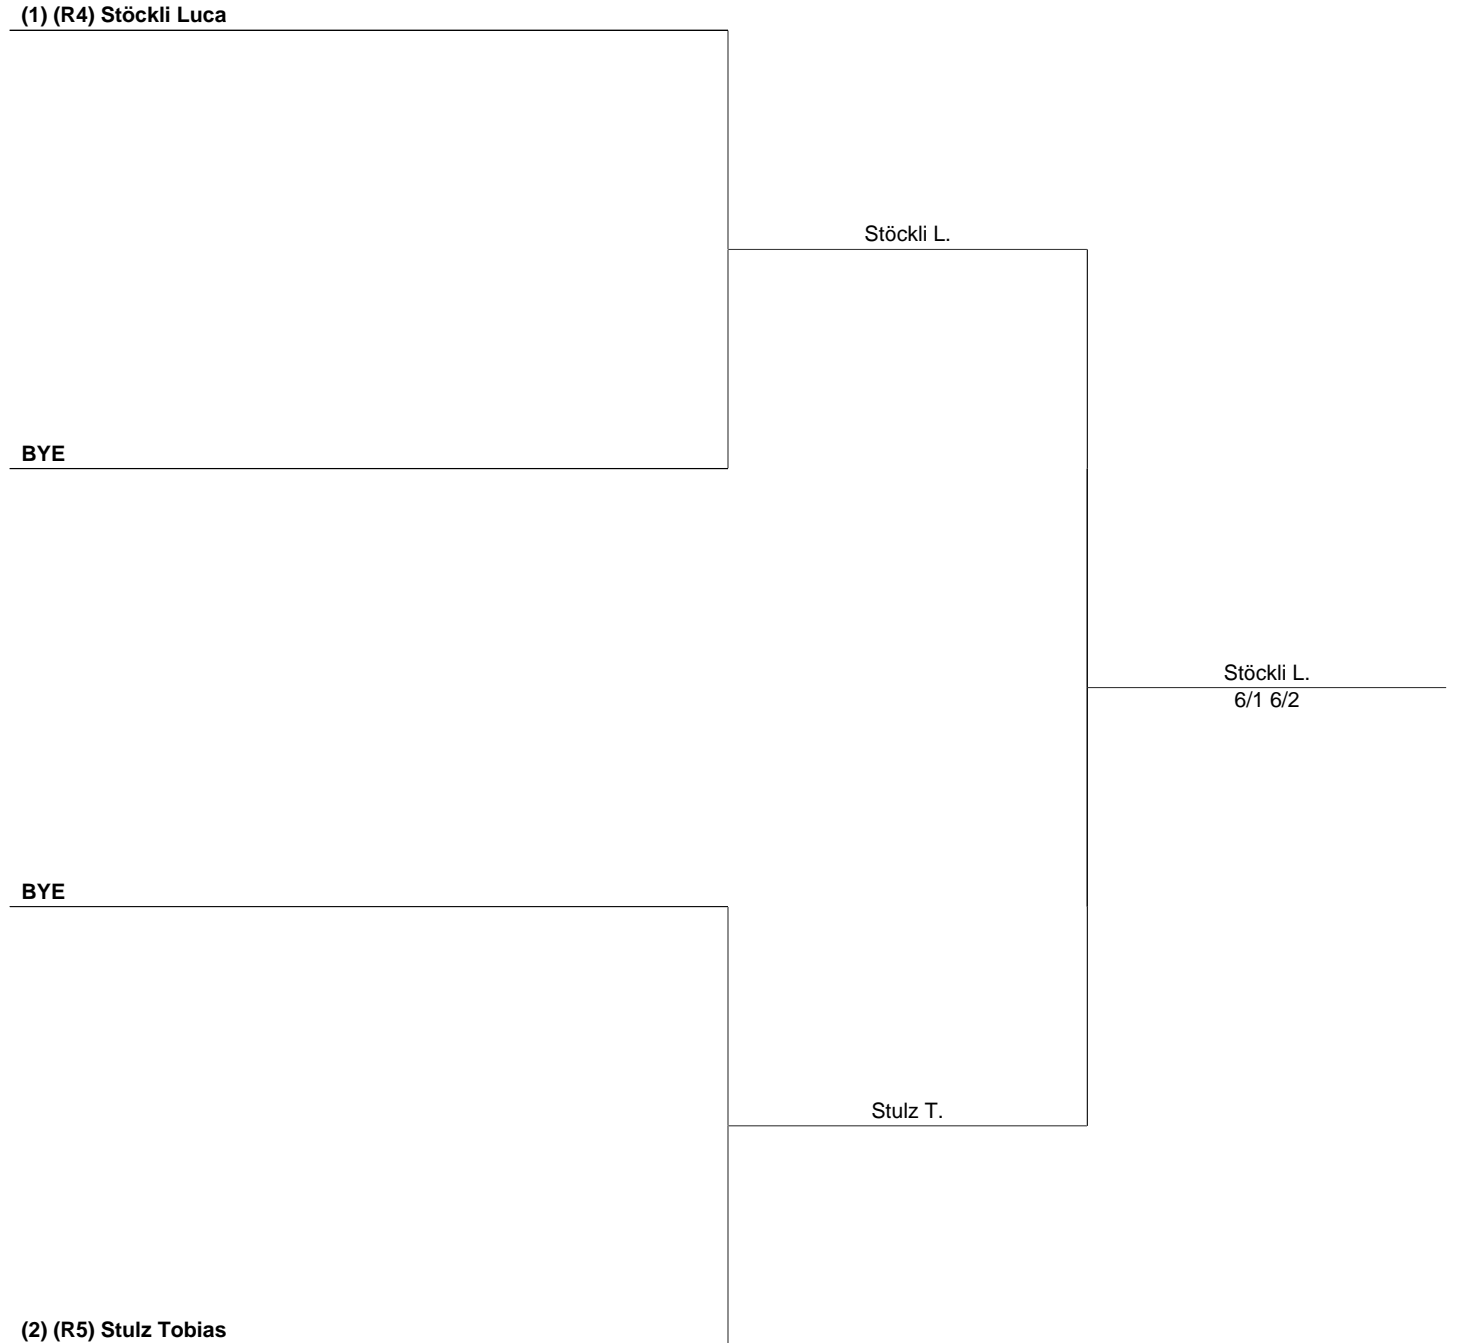 (1) (R4) Stöckli Luca
Stöckli L.
BYE
Stöckli L.
6/1 6/2
BYE
Stulz T.
(2) (R5) Stulz Tobias